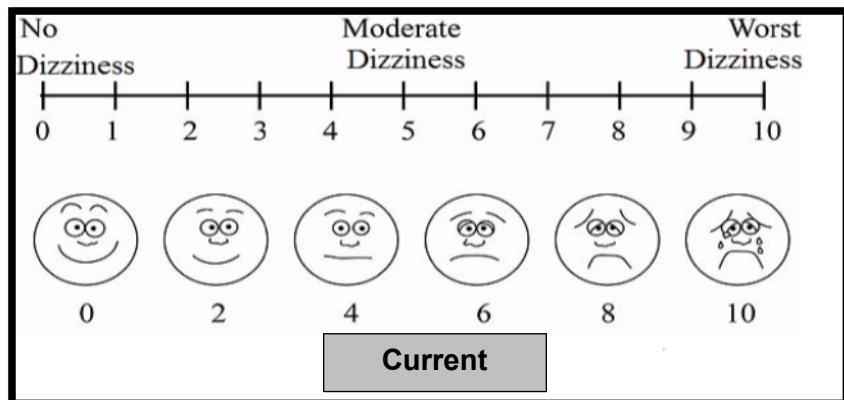 No Moderate Worst
Dizziness Dizziness Dizziness
0 1 2 3 4 5 6 7 8 9 10
0 2 4 6 8 10
Current